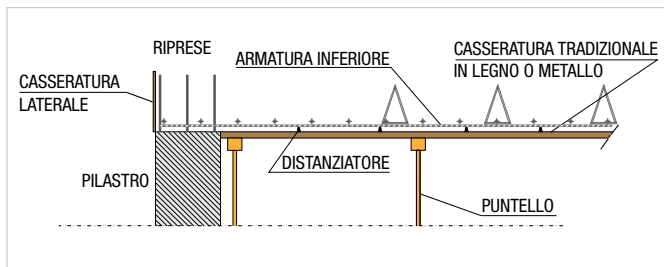 RIPRESE
ARMATURA INFERIORE
CASSERATURA TRADIZIONALE
IN LEGNO O METALLO
CASSERATURA
LATERALE
DISTANZIATORE
PILASTRO
PUNTELLO